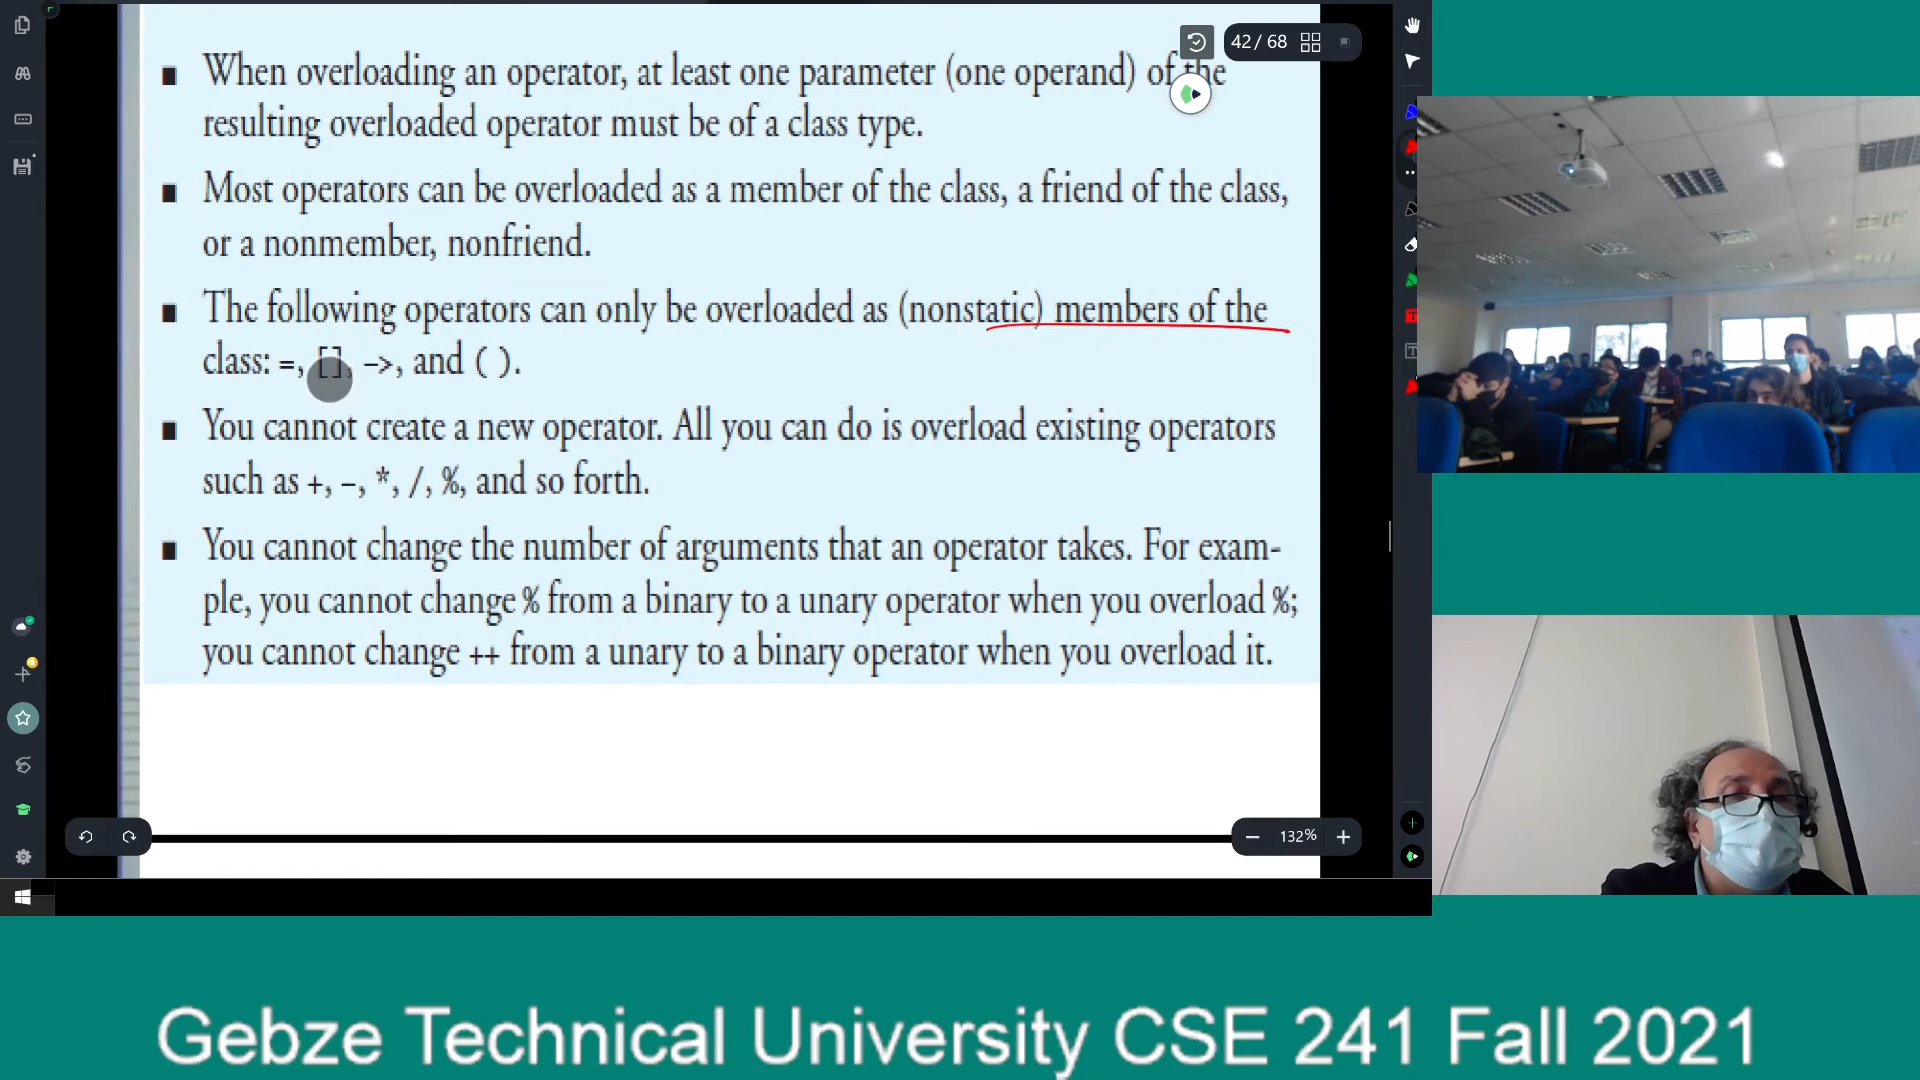 42 / 68
■ When overloading an operator, at least one parameter (one operand) of the
resulting overloaded operator must be of a class type.
■ Most operators can be overloaded as a member of the class, a friend of the class,
or a nonmember, nonfriend.
■ The following operators can only be overloaded as (nonstatic) members of the
class: =, [], –>, and ( ).
■ You cannot create a new operator. All you can do is overload existing operators
such as +, –, *, /, %, and so forth.
■ You cannot change the number of arguments that an operator takes. For exam-
ple, you cannot change % from a binary to a unary operator when you overload %;
you cannot change ++ from a unary to a binary operator when you overload it.
132%
Gebze Technical University CSE 241 Fall 2021